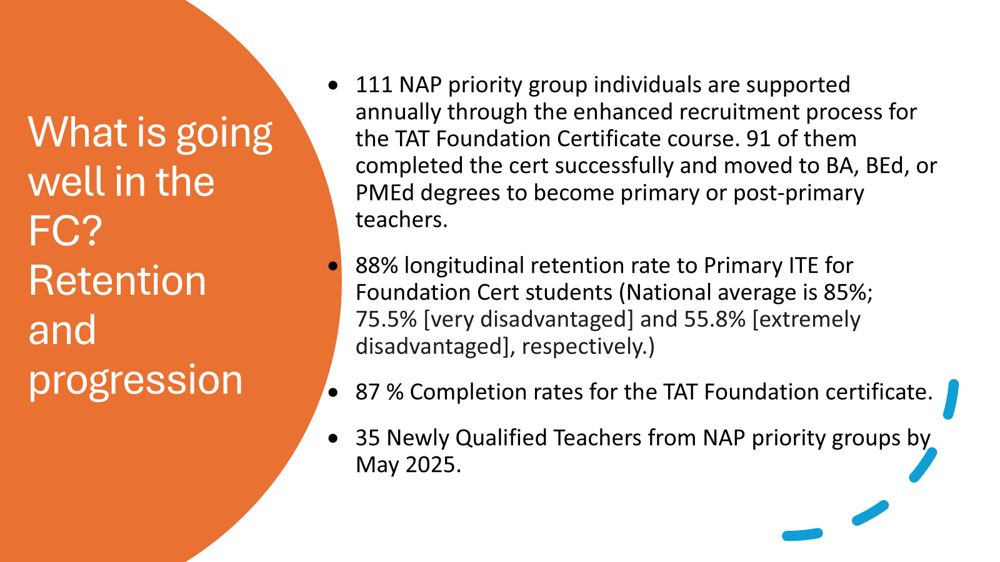 What is going
well in the
FC?
Retention
and
progression
• 111 NAP priority group individuals are supported
annually through the enhanced recruitment process for
the TAT Foundation Certificate course. 91 of them
completed the cert successfully and moved to BA, BEd, or
PMEd degrees to become primary or post-primary
teachers.
• 88% longitudinal retention rate to Primary ITE for
Foundation Cert students (National average is 85%;
75.5% [very disadvantaged] and 55.8% [extremely
disadvantaged], respectively.)
• 87 % Completion rates for the TAT Foundation certificate.
• 35 Newly Qualified Teachers from NAP priority groups by
May 2025.